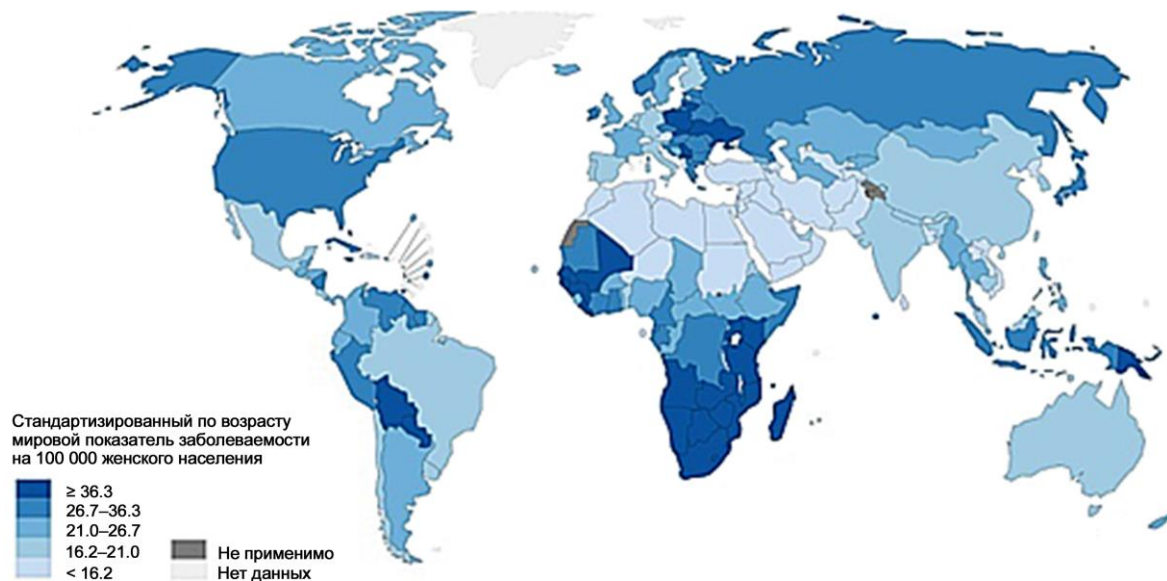 Стандартизированный по возрасту
мировой показатель заболеваемости
на 100 000 женского населения
≥ 36.3
26.7–36.3
21.0–26.7
16.2–21.0
< 16.2
Не применимо
Нет данных